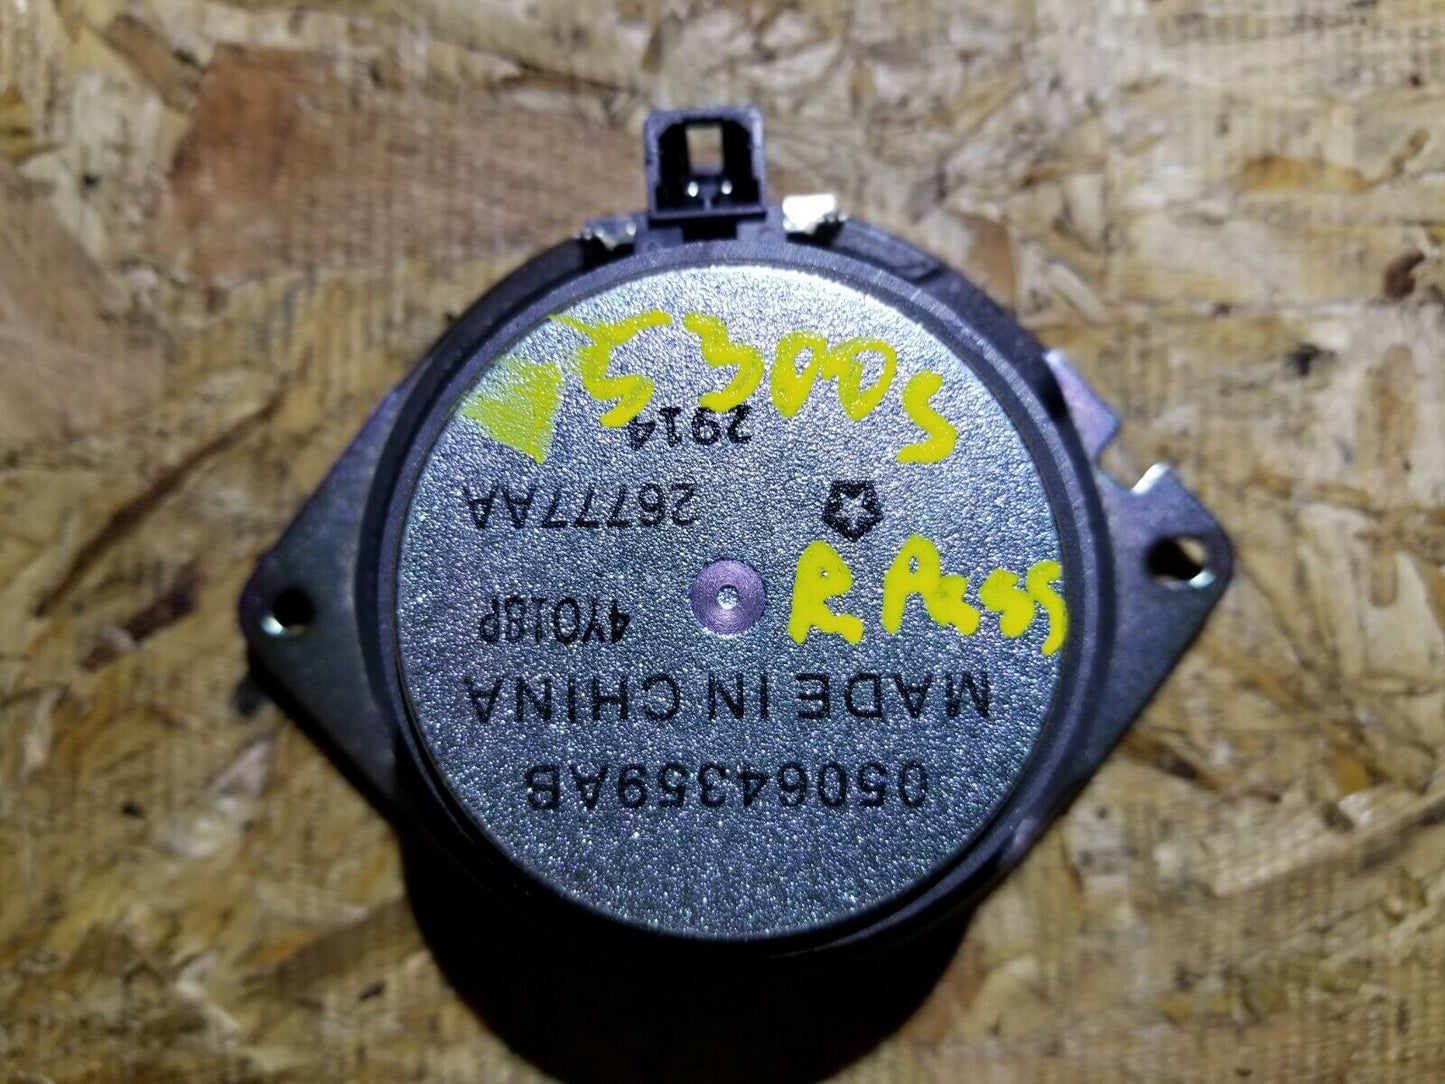 5300s
R Pass
05064359AB
MADE IN CHINA
4Y018P
26777AA
2914